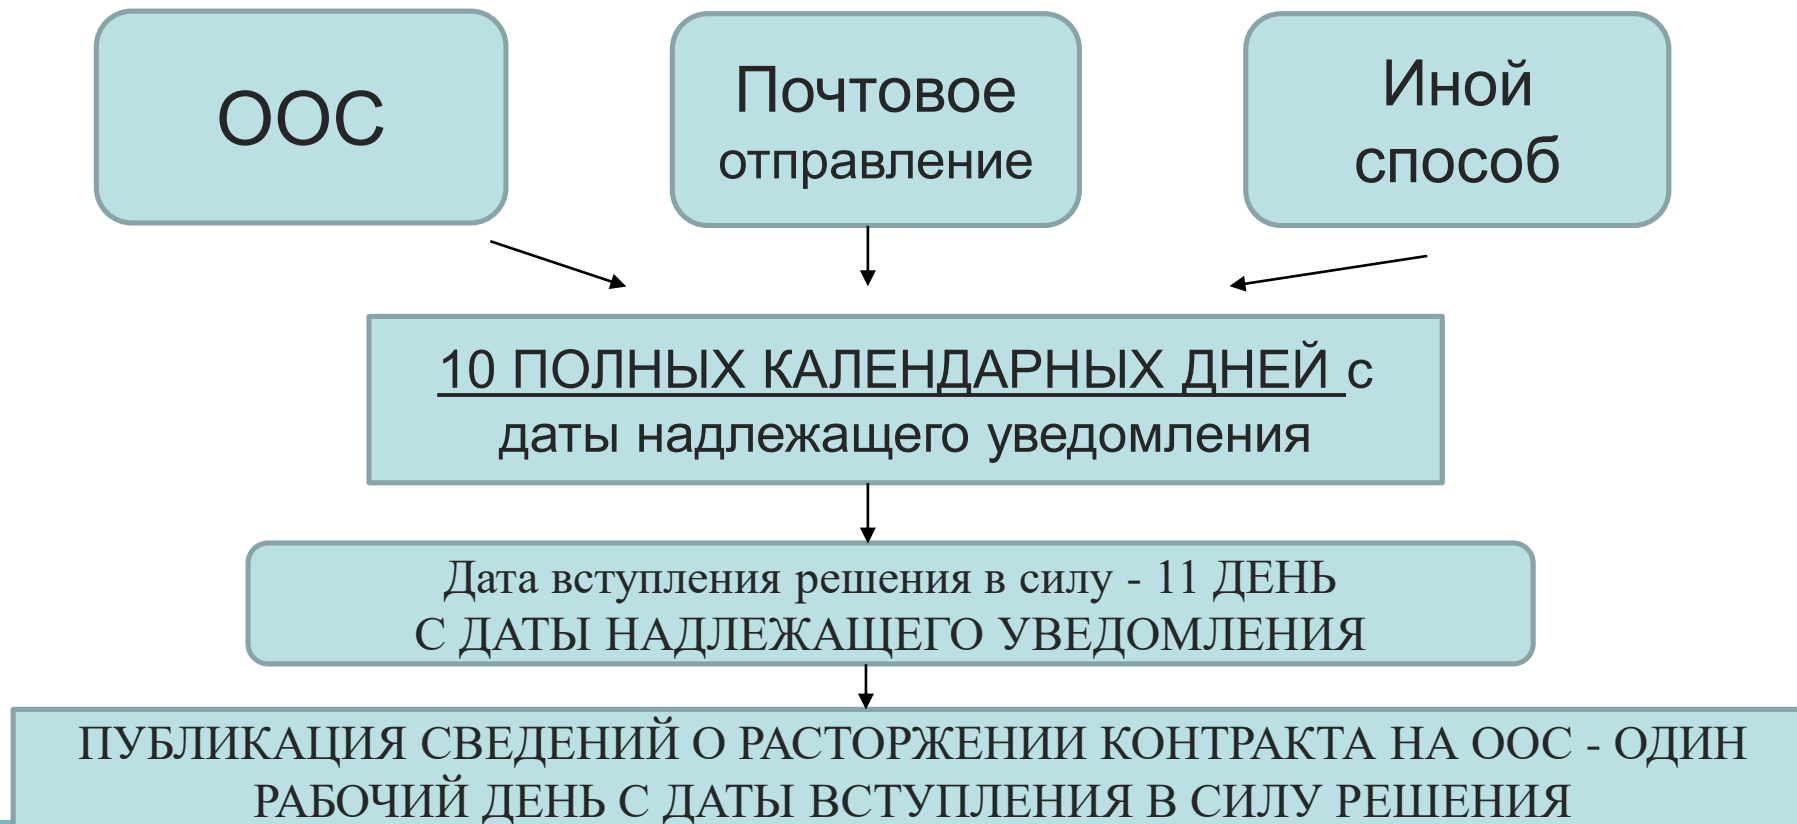 ООС
Почтовое
отправление
Иной
способ
10 ПОЛНЫХ КАЛЕНДАРНЫХ ДНЕЙ с
даты надлежащего уведомления
Дата вступления решения в силу - 11 ДЕНЬ
С ДАТЫ НАДЛЕЖАЩЕГО УВЕДОМЛЕНИЯ
ПУБЛИКАЦИЯ СВЕДЕНИЙ О РАСТОРЖЕНИИ КОНТРАКТА НА ООС - ОДИН
РАБОЧИЙ ДЕНЬ С ДАТЫ ВСТУПЛЕНИЯ В СИЛУ РЕШЕНИЯ